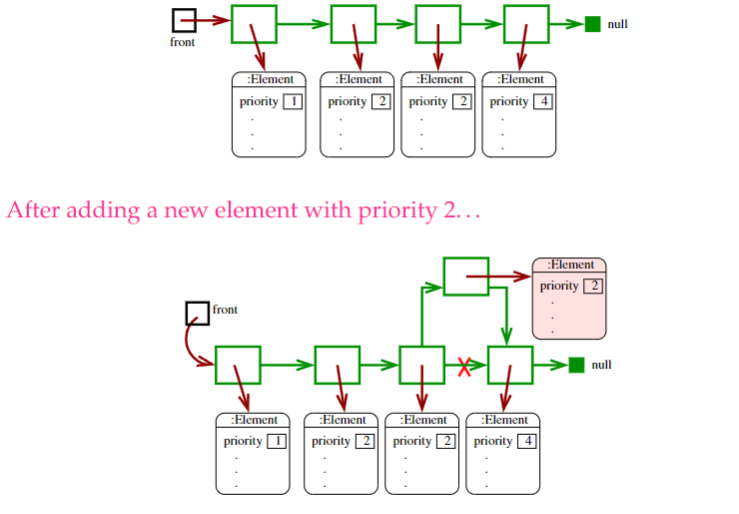 null
front
:Element :Element :Element :Element
priority 1 priority 2 priority 2 priority 4
.
.
.
.
.
.
.
.
.
.
.
.
After adding a new element with priority 2...
:Element
priority 2
.
.
.
front
null
:Element :Element :Element :Element
priority 1 priority 2 priority 2 priority 4
.
.
.
.
.
.
.
.
.
.
.
.